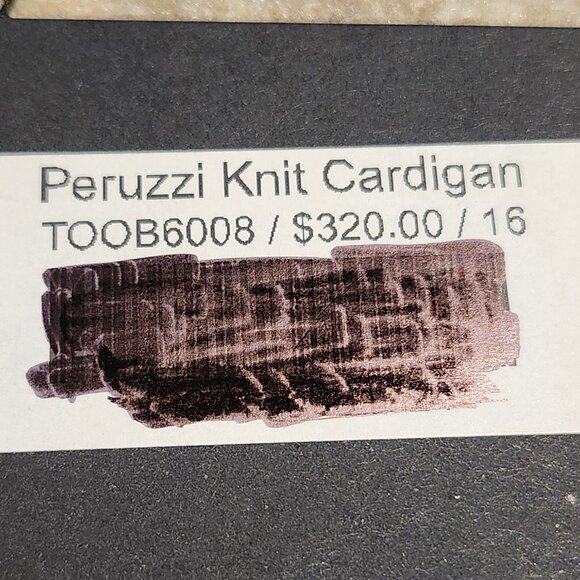 Peruzzi Knit Cardigan
TOOB6008 / $320.00 / 16